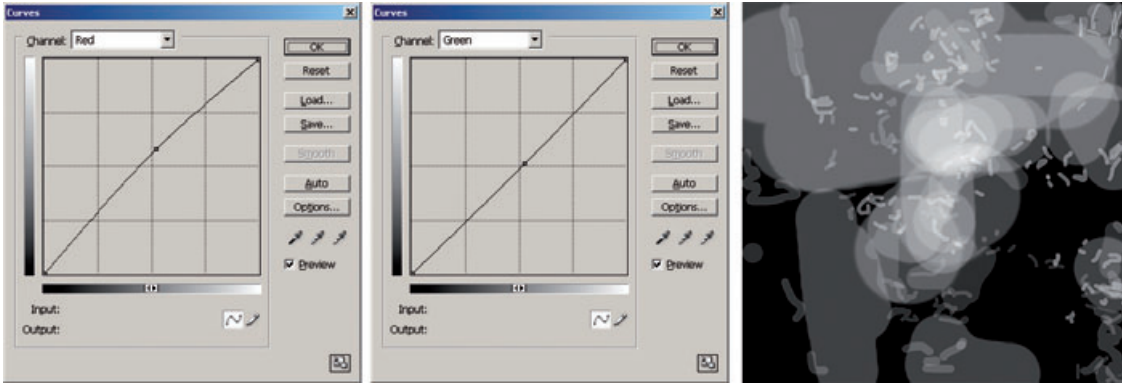 Curves
Channel: Red
OK
Reset
Load...
Save...
Smooth
Auto
Options...
Preview
Input:
Output:
Curves
Channel: Green
OK
Reset
Load...
Save...
Smooth
Auto
Options...
Preview
Input:
Output: